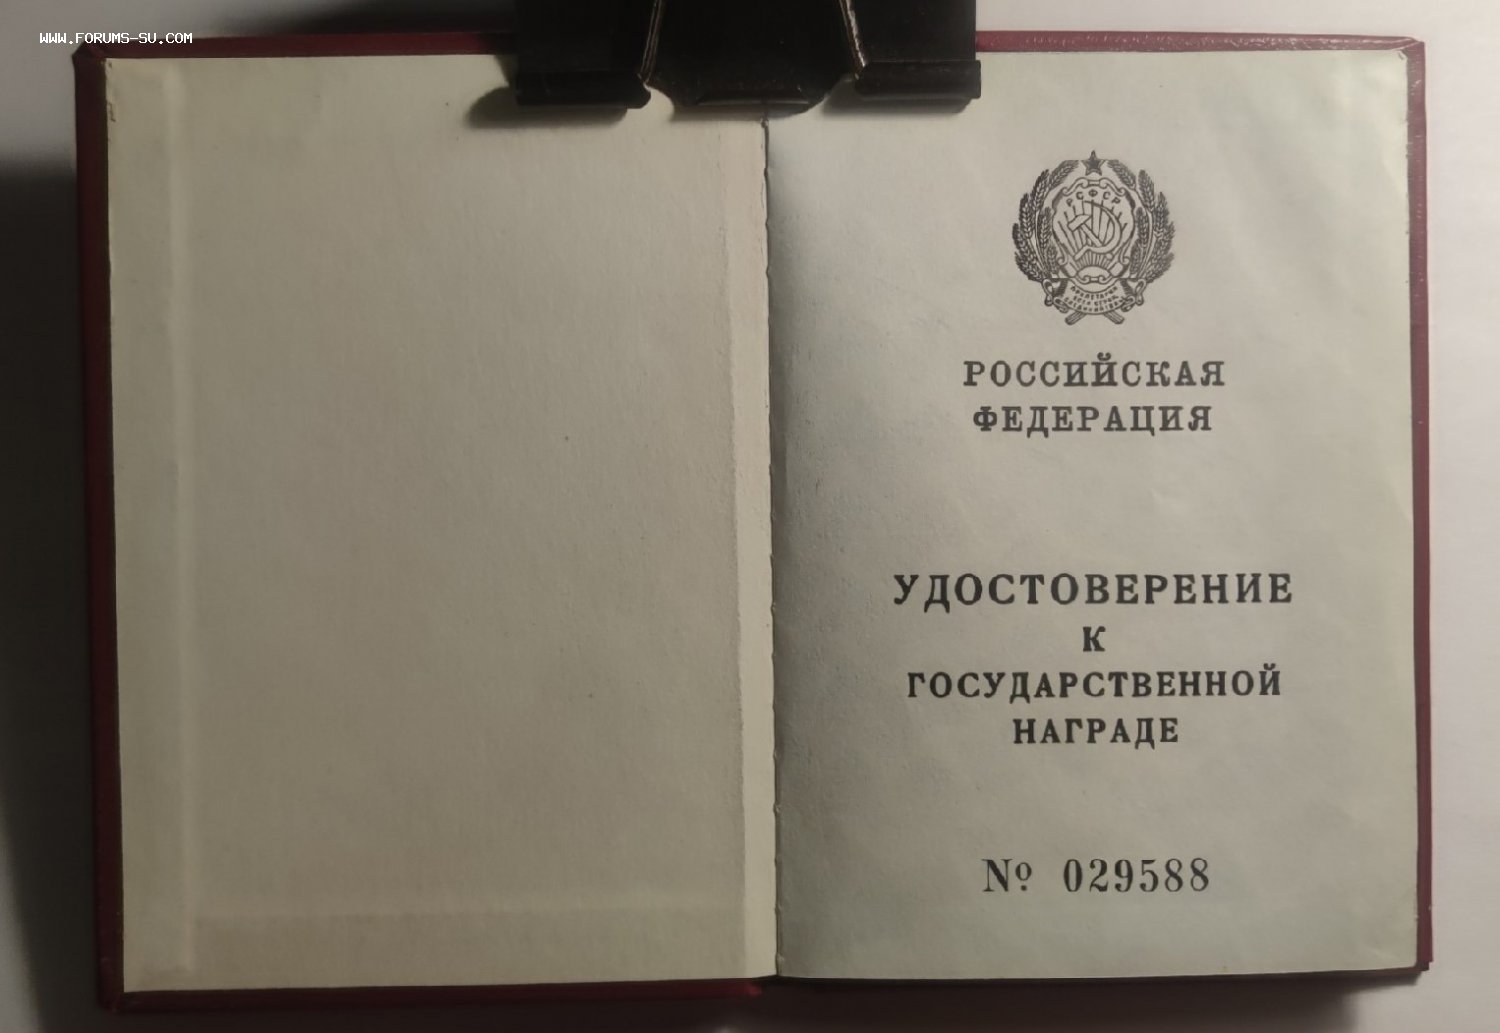 WWW.FORUMS-SU.COM
РСФСР
РОССИЙСКАЯ
ФЕДЕРАЦИЯ
УДОСТОВЕРЕНИЕ
К
ГОСУДАРСТВЕННОЙ
НАГРАДЕ
№ 029588